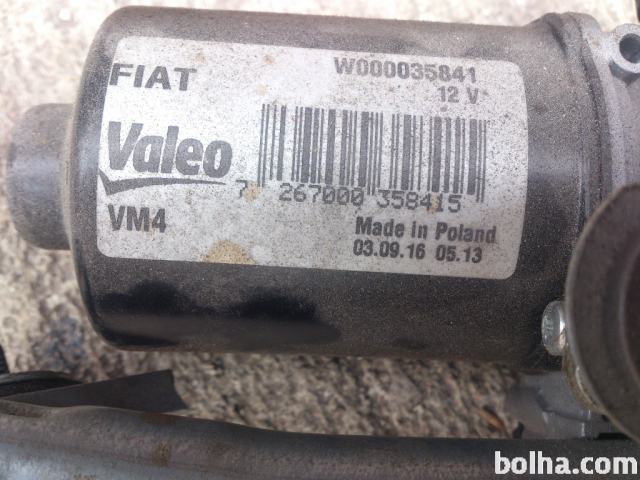 FIAT
W000035841
12 V
Valeo
7 267000 358415
VM4
Made in Poland
03.09.16 05.13
bolha.com